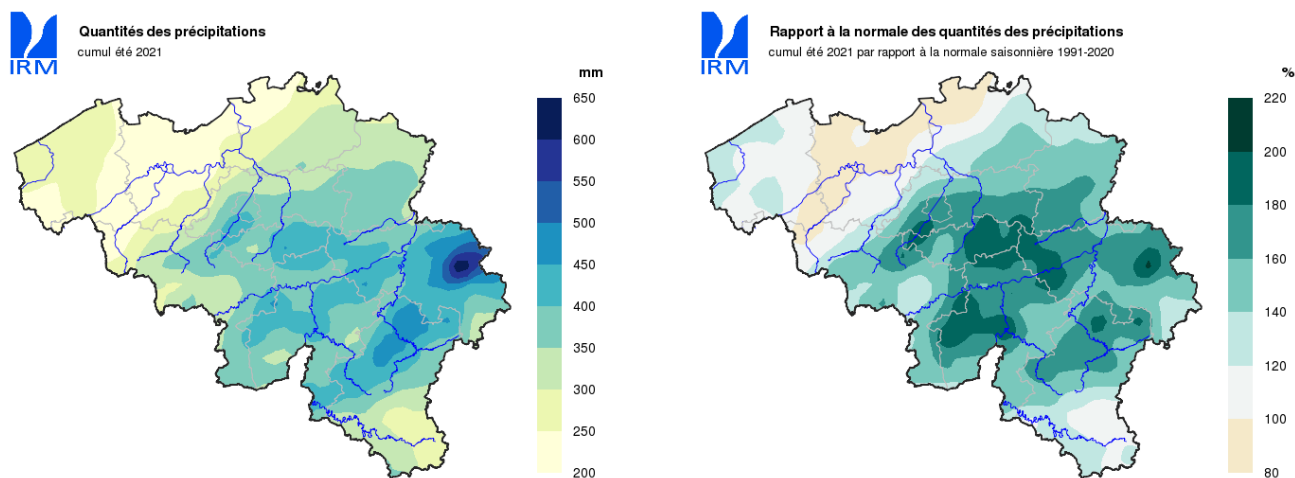 IRM
Quantités des précipitations
cumul été 2021
mm
650
600
550
500
450
400
350
300
250
200
IRM
Rapport à la normale des quantités des précipitations
cumul été 2021 par rapport à la normale saisonnière 1991-2020
%
220
200
180
160
140
120
100
80